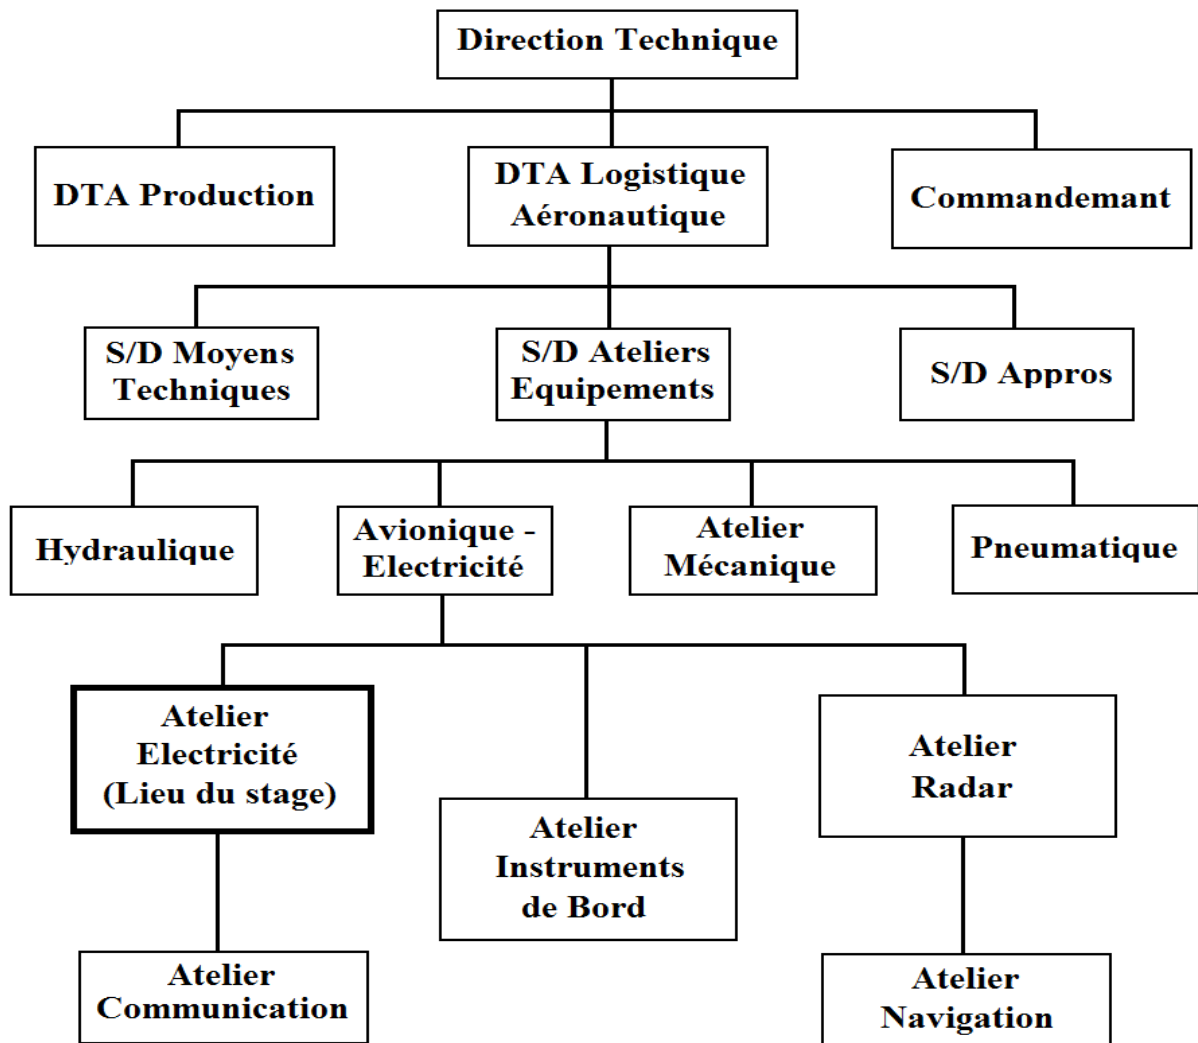 Direction Technique
DTA Production
DTA Logistique
Aéronautique
Commandemant
S/D Moyens
Techniques
S/D Ateliers
Equipements
S/D Appros
Hydraulique
Avionique -
Electricité
Atelier
Mécanique
Pneumatique
Atelier
Electricité
(Lieu du stage)
Atelier
Instruments
de Bord
Atelier
Radar
Atelier
Communication
Atelier
Navigation